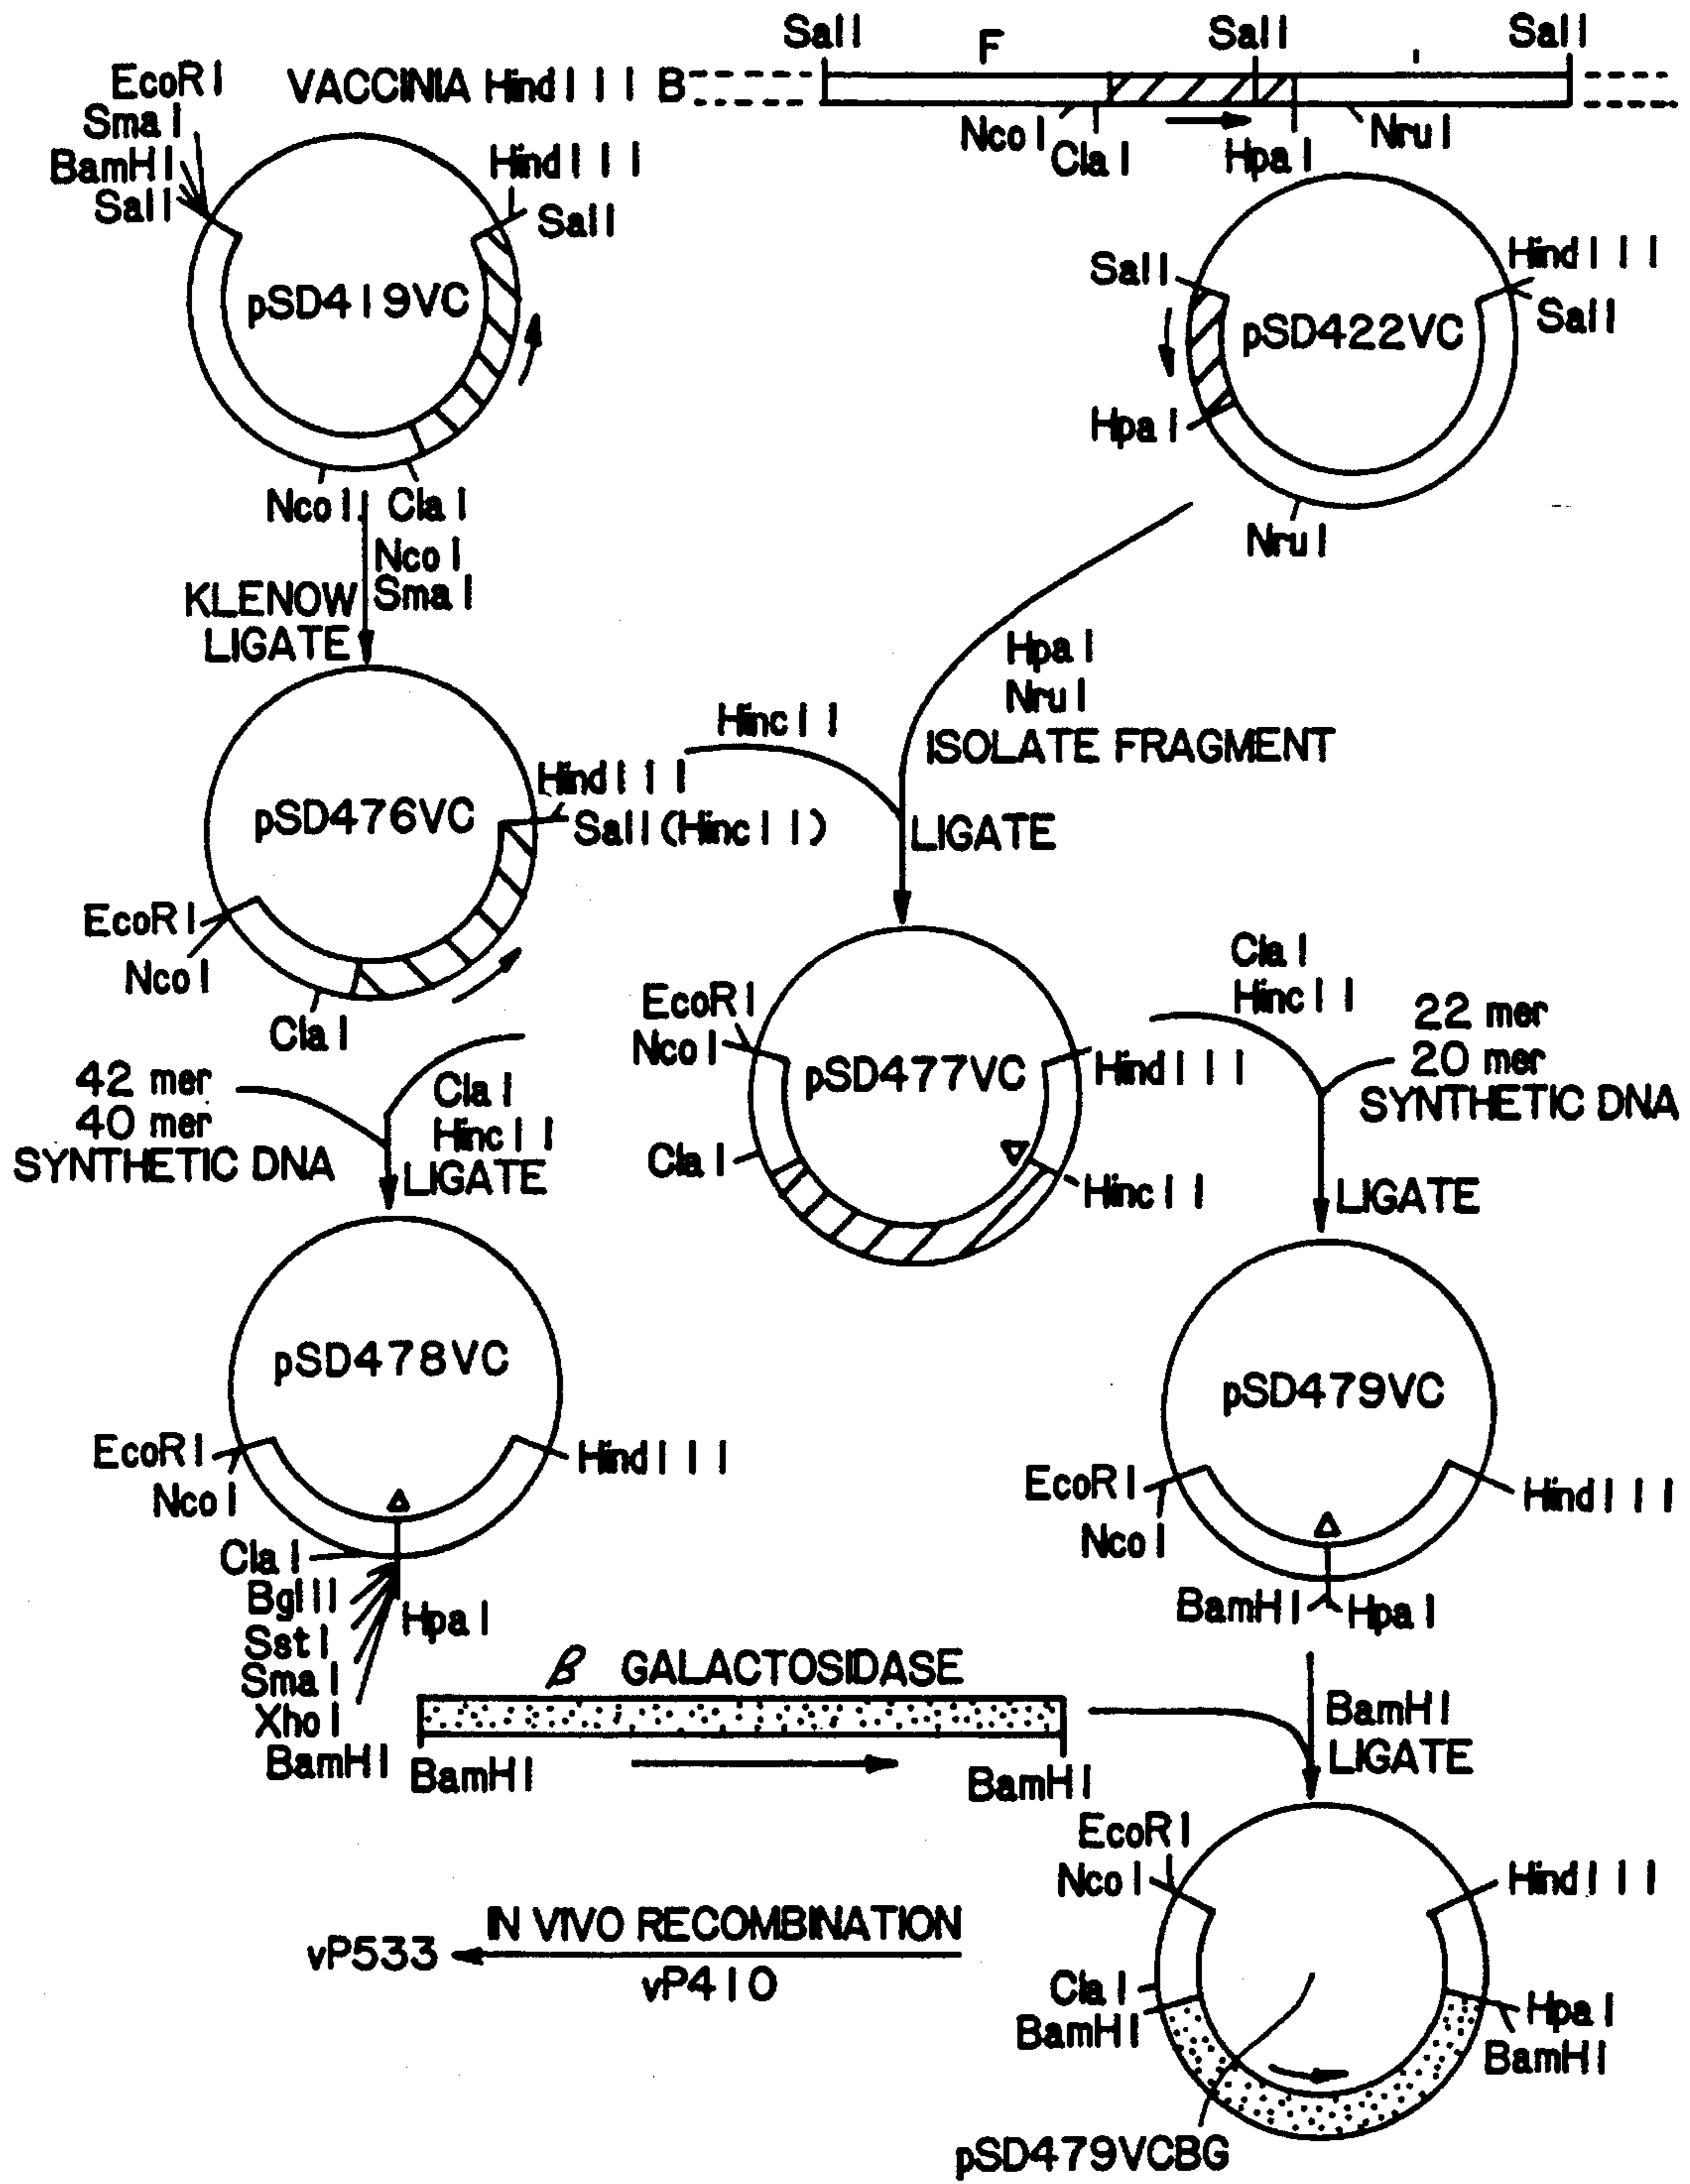 SalI F SalI ' SalI
VACCINIA HindIII B
NcoI ClaI HpaI NruI
EcoRI
SmaI
BamHI
SalI
HindIII
SalI
pSD419VC
NcoI ClaI
SalI
HindIII
SalI
pSD422VC
HpaI
NruI
NcoI
SmaI
KLENOW
LIGATE
HpaI
NruI
ISOLATE FRAGMENT
HincII
LIGATE
pSD476VC
HindIII
SalI (HincII)
EcoRI
NcoI
ClaI
42 mer
40 mer
SYNTHETIC DNA
ClaI
HincII
LIGATE
EcoRI
NcoI
pSD477VC
HindIII
ClaI
HincII
ClaI
HincII
22 mer
20 mer
SYNTHETIC DNA
LIGATE
pSD478VC
EcoRI
NcoI
HindIII
ClaI
BglII
SstI
SmaI
XhoI
BamHI
HpaI
pSD479VC
EcoRI
NcoI
HindIII
BamHI HpaI
β GALACTOSIDASE
BamHI BamHI
BamHI
LIGATE
EcoRI
NcoI
HindIII
ClaI
BamHI
HpaI
BamHI
pSD479VCBG
IN VIVO RECOMBINATION
vP533
vP410